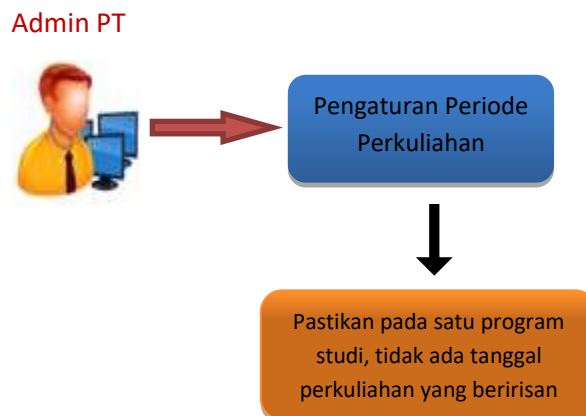 Admin PT
Pengaturan Periode
Perkuliahan
Pastikan pada satu program
studi, tidak ada tanggal
perkuliahan yang beririsan